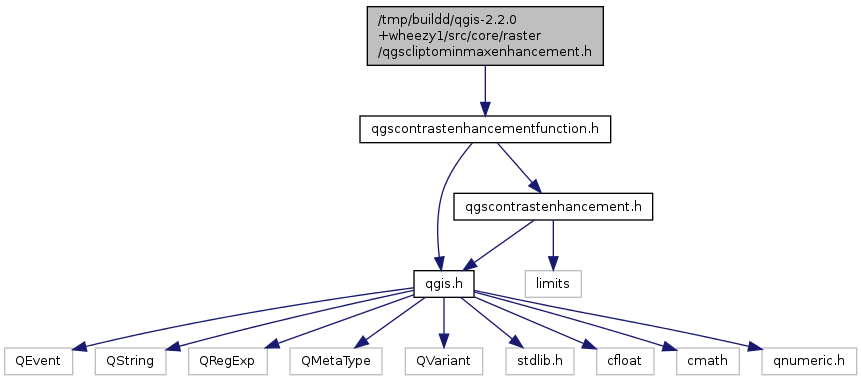 /tmp/buildd/qgis-2.2.0
+wheezy1/src/core/raster
/qgscliptominmaxenhancement.h
qgscontrastenhancementfunction.h
qgscontrastenhancement.h
qgis.h
limits
QEvent
QString
QRegExp
QMetaType
QVariant
stdlib.h
cfloat
cmath
qnumeric.h